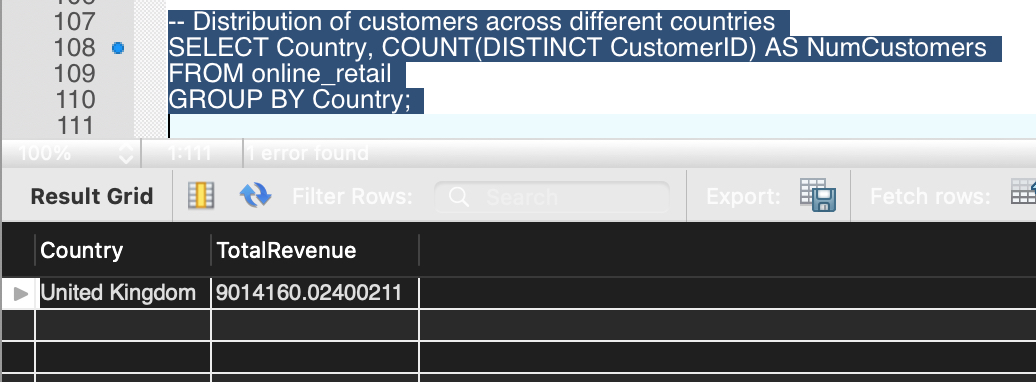 107 -- Distribution of customers across different countries
108 SELECT Country, COUNT(DISTINCT CustomerID) AS NumCustomers
109 FROM online_retail
110 GROUP BY Country;
111
100% 1:111 1 error found
Result Grid Filter Rows: Search Export: Fetch rows:
Country TotalRevenue
United Kingdom 9014160.02400211